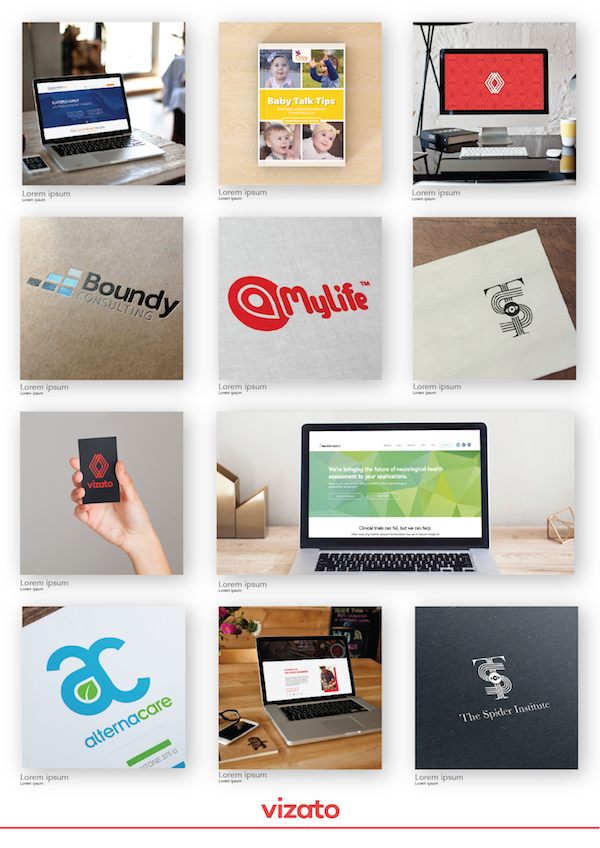 Lorem ipsum
Lorem ipsum
Baby Talk Tips
Lorem ipsum
Lorem ipsum
Lorem ipsum
Lorem ipsum
Boundy
CONSULTING
Lorem ipsum
Lorem ipsum
MyLife™
Lorem ipsum
Lorem ipsum
TSI
Lorem ipsum
Lorem ipsum
vizato
Lorem ipsum
Lorem ipsum
We're bringing the future of neurological health
assessment to your applications.
Clinical trials can fail, but we can help.
Lorem ipsum
Lorem ipsum
ac
alternacare
NTONE 375 U
Lorem ipsum
Lorem ipsum
Lorem ipsum
Lorem ipsum
TSI
The Spider Institute
Lorem ipsum
Lorem ipsum
vizato